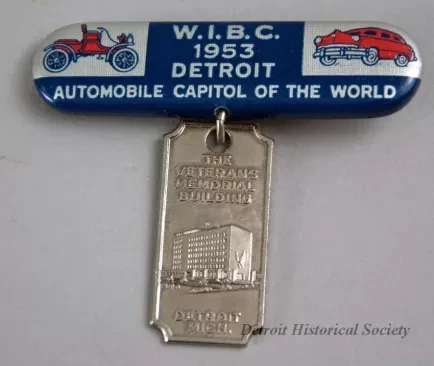 W.I.B.C.
1953
DETROIT
AUTOMOBILE CAPITOL OF THE WORLD
THE
VETERANS
MEMORIAL
BUILDING
DETROIT
MICH.
Detroit Historical Society